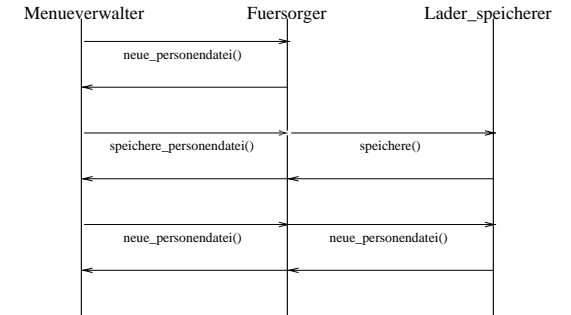 Menueverwalter Fuersorger Lader_speicherer
neue_personendatei()
speichere_personendatei() speichere()
neue_personendatei() neue_personendatei()